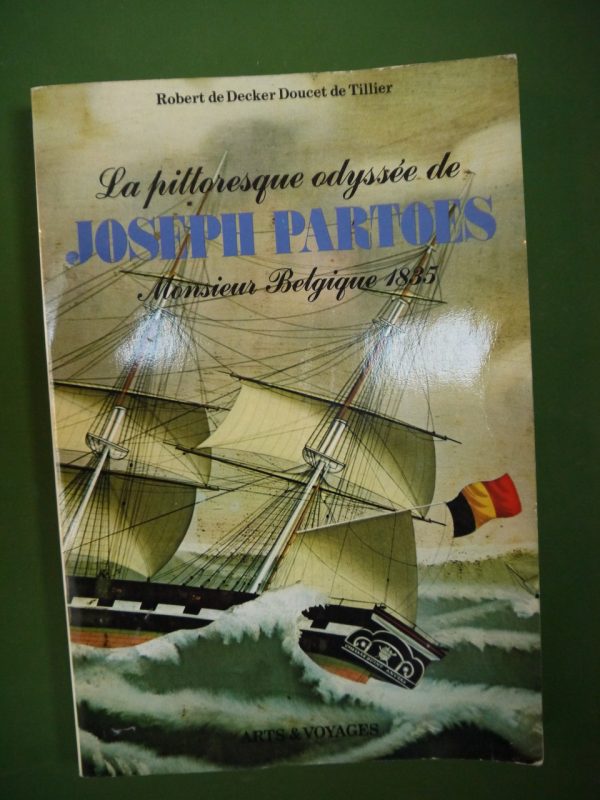 Robert de Decker Doucet de Tillier
La pittoresque odyssée de
JOSEPH PARTOES
Monsieur Belgique 1835
ARTS & VOYAGES